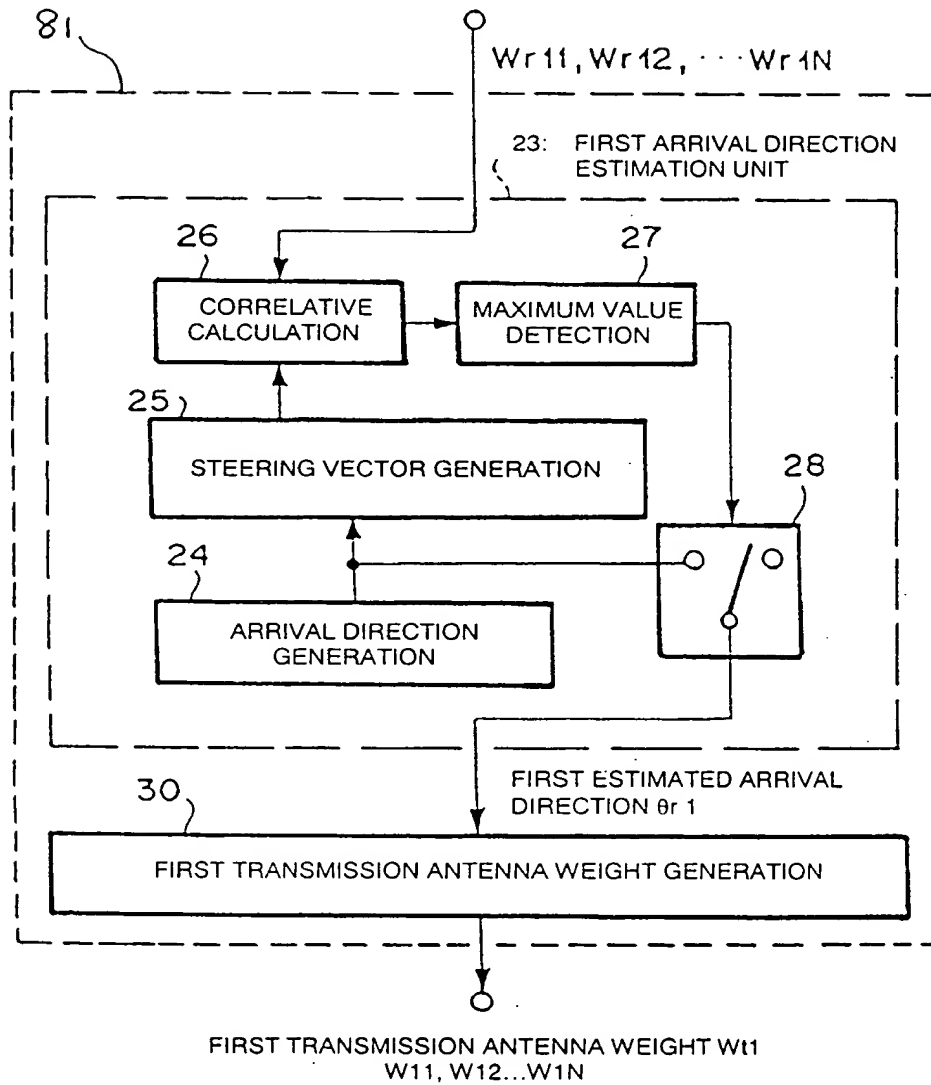 81
Wr11, Wr12, ···Wr1N
23: FIRST ARRIVAL DIRECTION
ESTIMATION UNIT
26
27
CORRELATIVE
CALCULATION
MAXIMUM VALUE
DETECTION
25
STEERING VECTOR GENERATION
28
24
ARRIVAL DIRECTION
GENERATION
FIRST ESTIMATED ARRIVAL
DIRECTION θr 1
30
FIRST TRANSMISSION ANTENNA WEIGHT GENERATION
FIRST TRANSMISSION ANTENNA WEIGHT Wt1
W11, W12...W1N